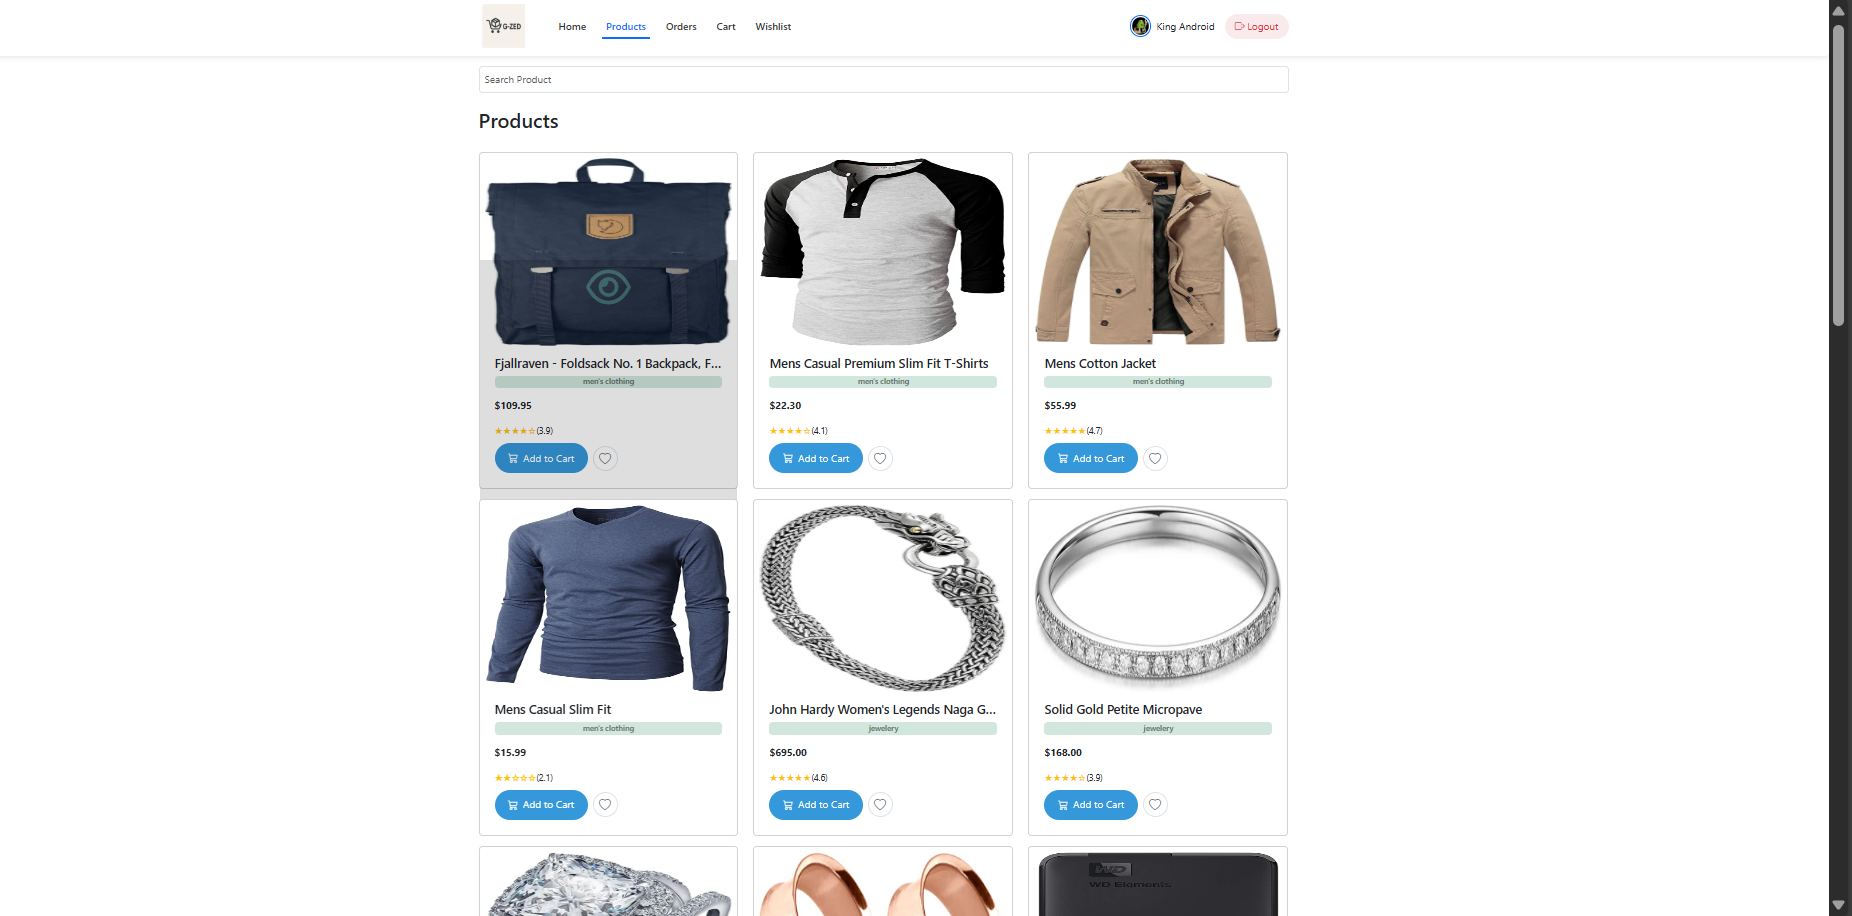 G-ZED
Home
Products
Orders
Cart
Wishlist
King Android
Logout
Search Product
Products
Fjallraven - Foldsack No. 1 Backpack, F...
men's clothing
$109.95
★★★★☆(3.9)
Add to Cart
Mens Casual Premium Slim Fit T-Shirts
men's clothing
$22.30
★★★★☆(4.1)
Add to Cart
Mens Cotton Jacket
men's clothing
$55.99
★★★★★(4.7)
Add to Cart
Mens Casual Slim Fit
men's clothing
$15.99
★★☆☆☆(2.1)
Add to Cart
John Hardy Women's Legends Naga G...
jewelery
$695.00
★★★★★(4.6)
Add to Cart
Solid Gold Petite Micropave
jewelery
$168.00
★★★★☆(3.9)
Add to Cart
WD
WD Elements